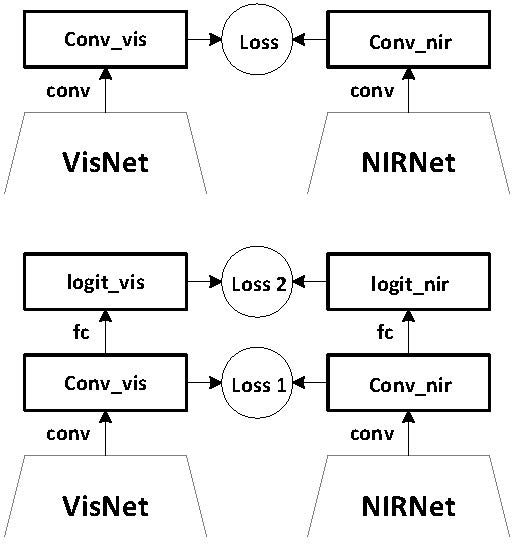 Conv_vis Loss Conv_nir
conv conv
VisNet NIRNet
logit_vis Loss 2 logit_nir
fc fc
Conv_vis Loss 1 Conv_nir
conv conv
VisNet NIRNet